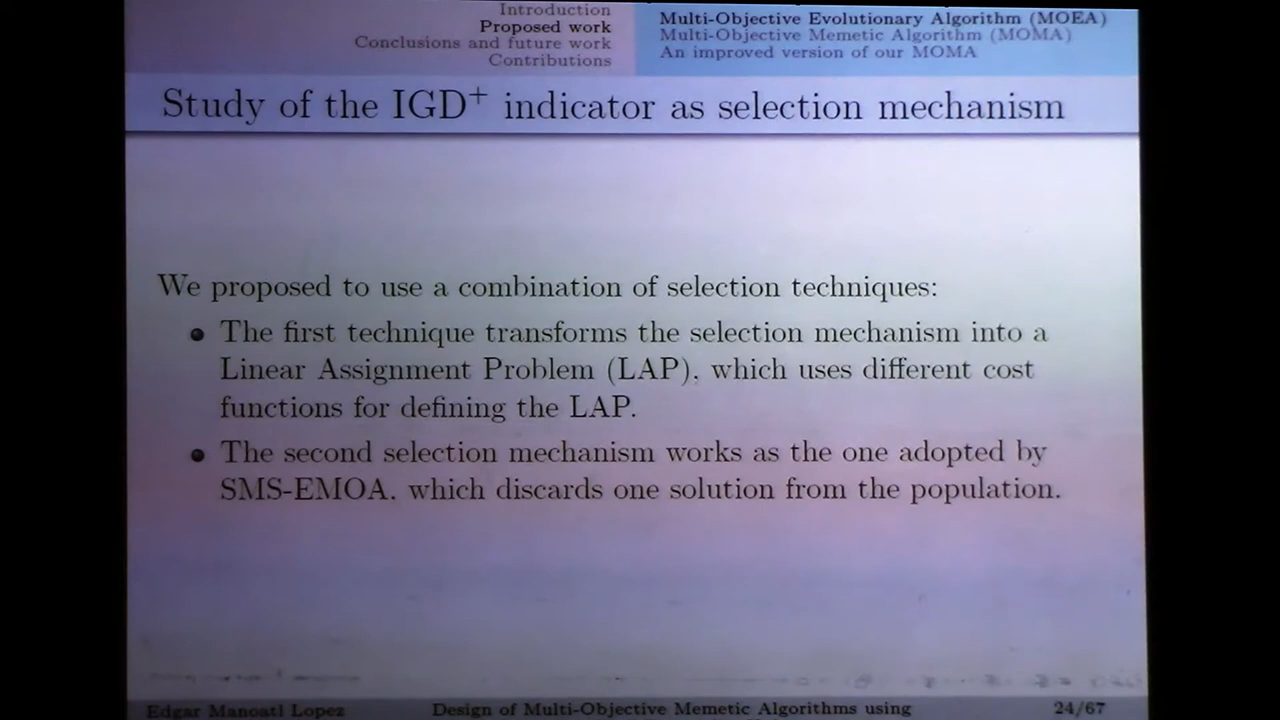 Introduction
Proposed work
Conclusions and future work
Contributions
Multi-Objective Evolutionary Algorithm (MOEA)
Multi-Objective Memetic Algorithm (MOMA)
An improved version of our MOMA
Study of the IGD⁺ indicator as selection mechanism
We proposed to use a combination of selection techniques:
The first technique transforms the selection mechanism into a
Linear Assignment Problem (LAP), which uses different cost
functions for defining the LAP.
The second selection mechanism works as the one adopted by
SMS-EMOA, which discards one solution from the population.
Edgar Manoatl Lopez
Design of Multi-Objective Memetic Algorithms using
24/67